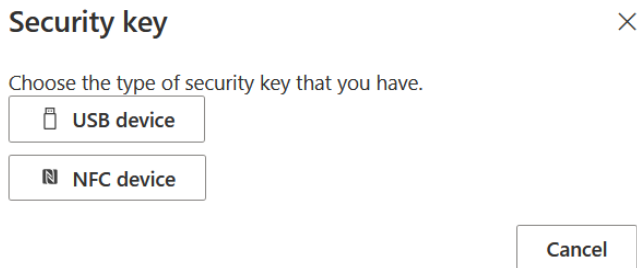 Security key
Choose the type of security key that you have.
USB device
NFC device
Cancel